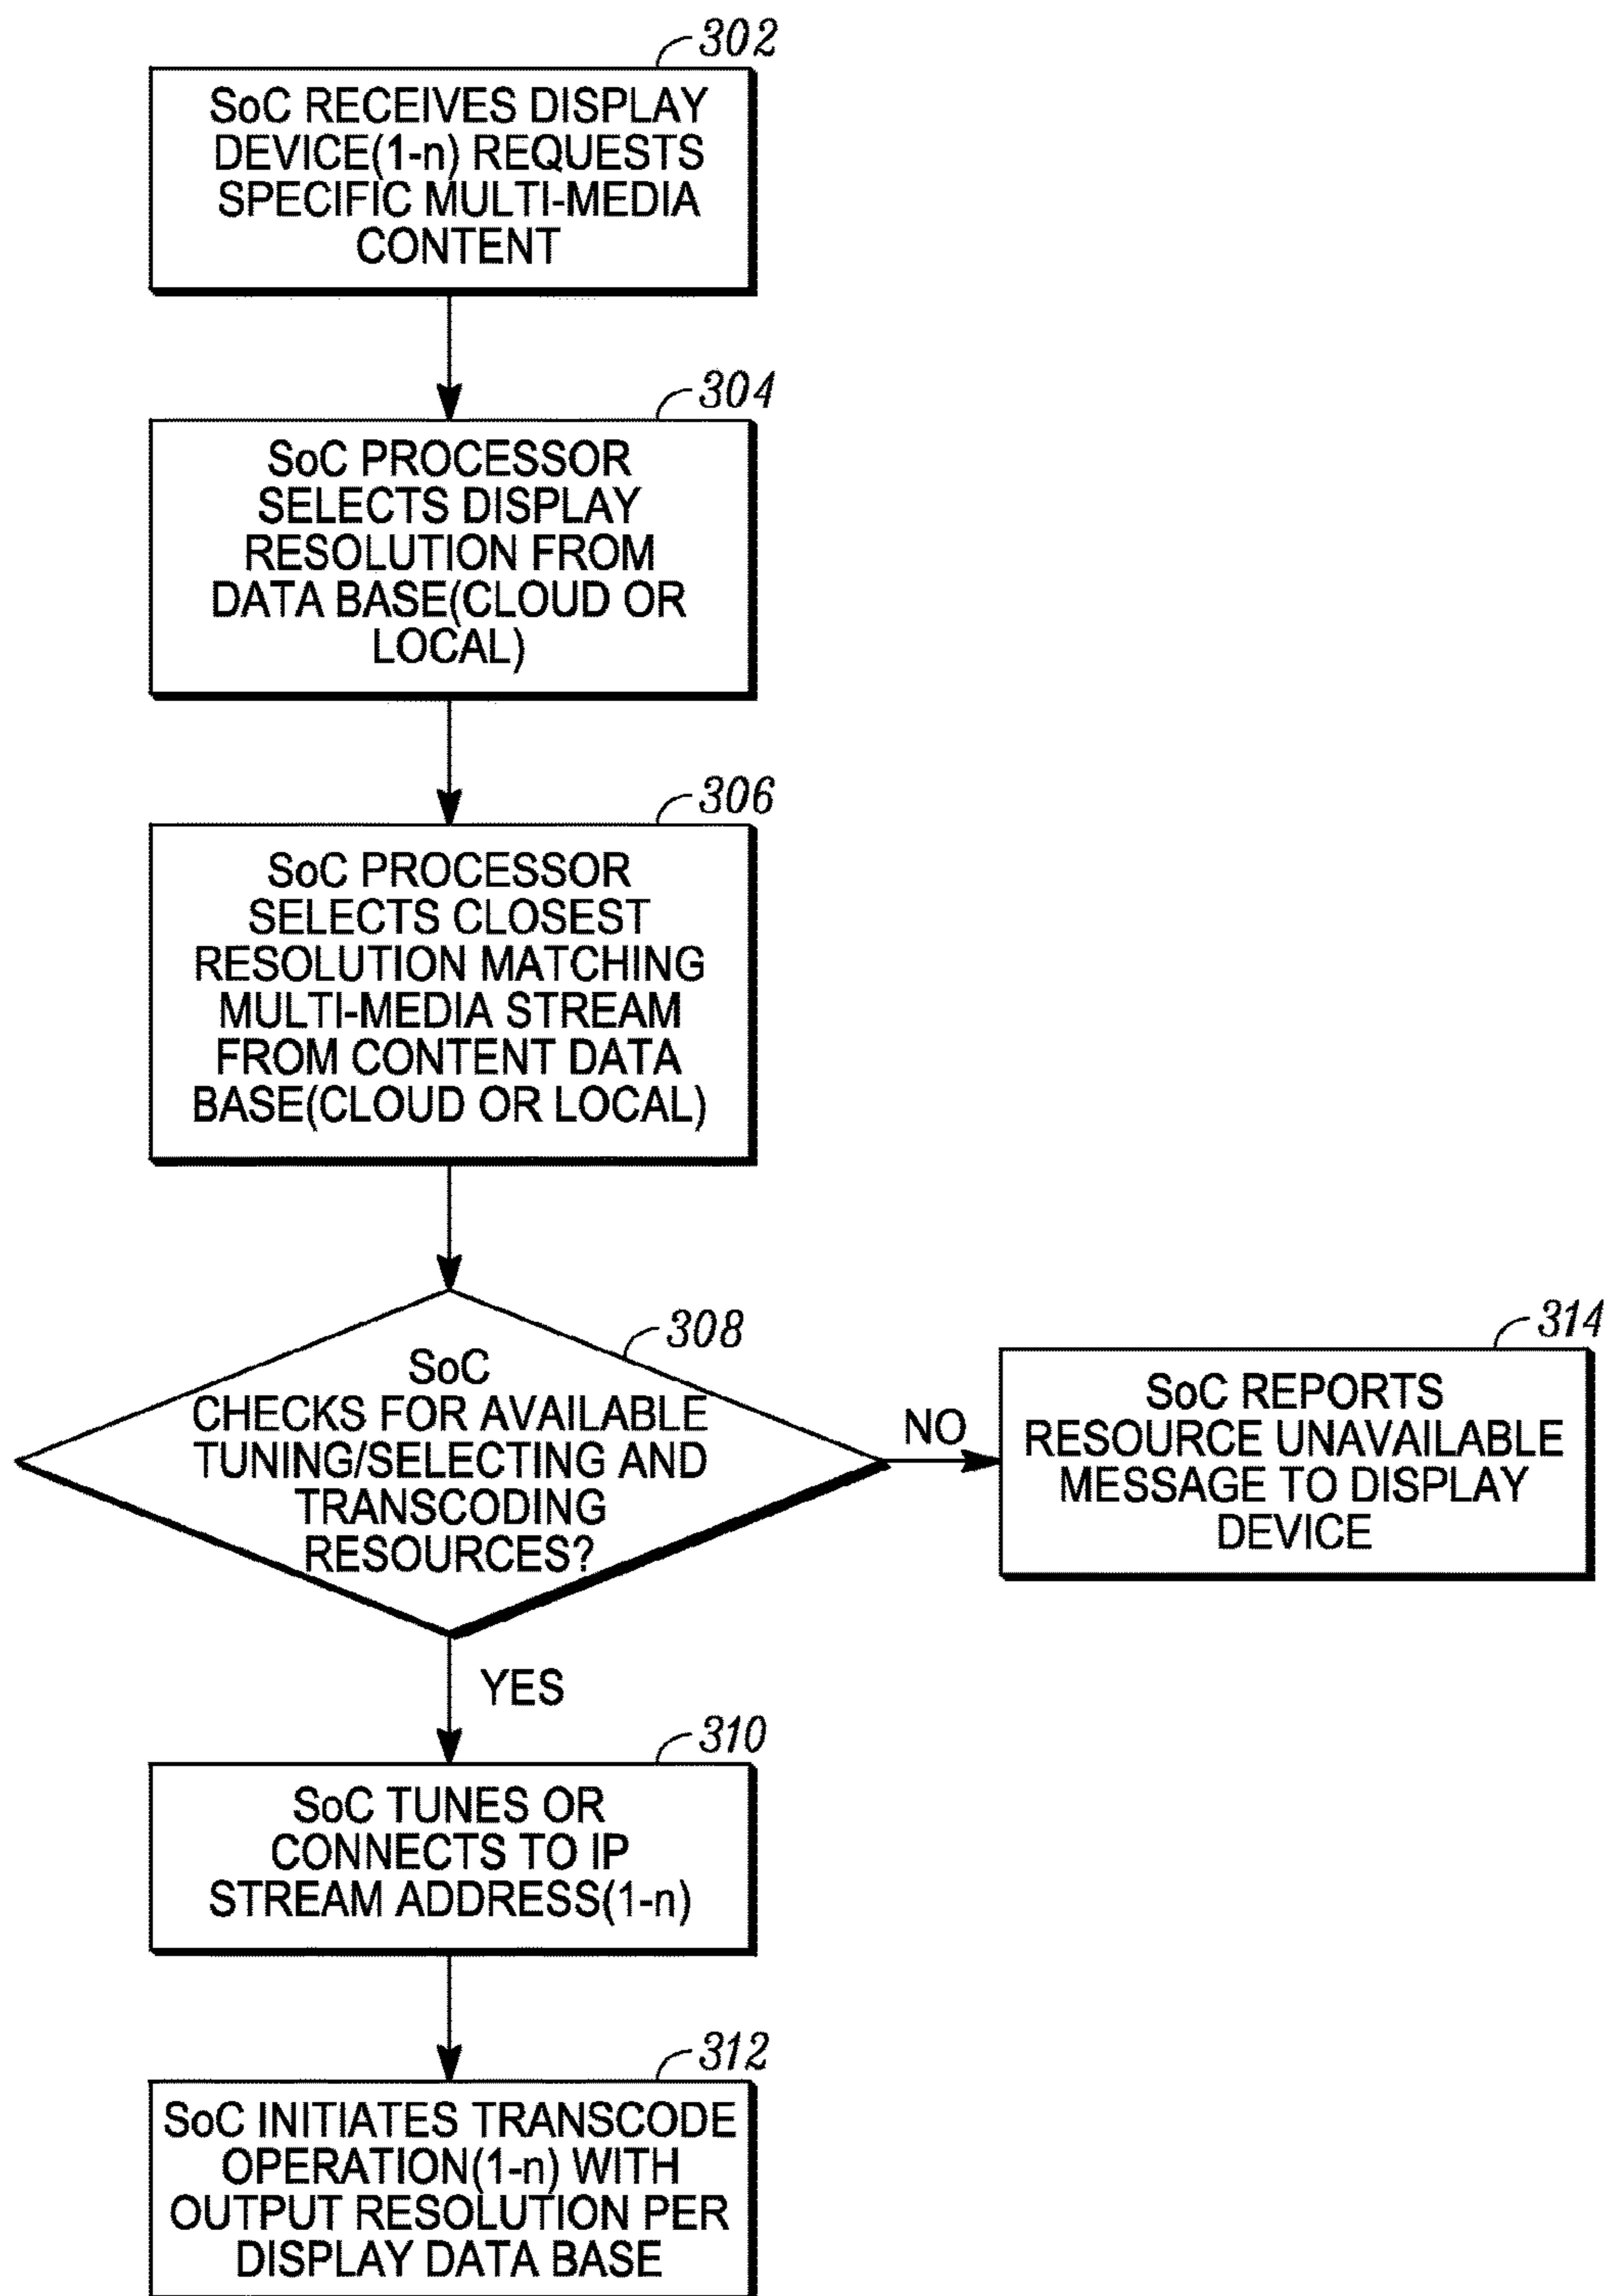 302
SoC RECEIVES DISPLAY
DEVICE(1-n) REQUESTS
SPECIFIC MULTI-MEDIA
CONTENT
304
SoC PROCESSOR
SELECTS DISPLAY
RESOLUTION FROM
DATA BASE(CLOUD OR
LOCAL)
306
SoC PROCESSOR
SELECTS CLOSEST
RESOLUTION MATCHING
MULTI-MEDIA STREAM
FROM CONTENT DATA
BASE(CLOUD OR LOCAL)
308
SoC
CHECKS FOR AVAILABLE
TUNING/SELECTING AND
TRANSCODING
RESOURCES?
NO
314
SoC REPORTS
RESOURCE UNAVAILABLE
MESSAGE TO DISPLAY
DEVICE
YES
310
SoC TUNES OR
CONNECTS TO IP
STREAM ADDRESS(1-n)
312
SoC INITIATES TRANSCODE
OPERATION(1-n) WITH
OUTPUT RESOLUTION PER
DISPLAY DATA BASE